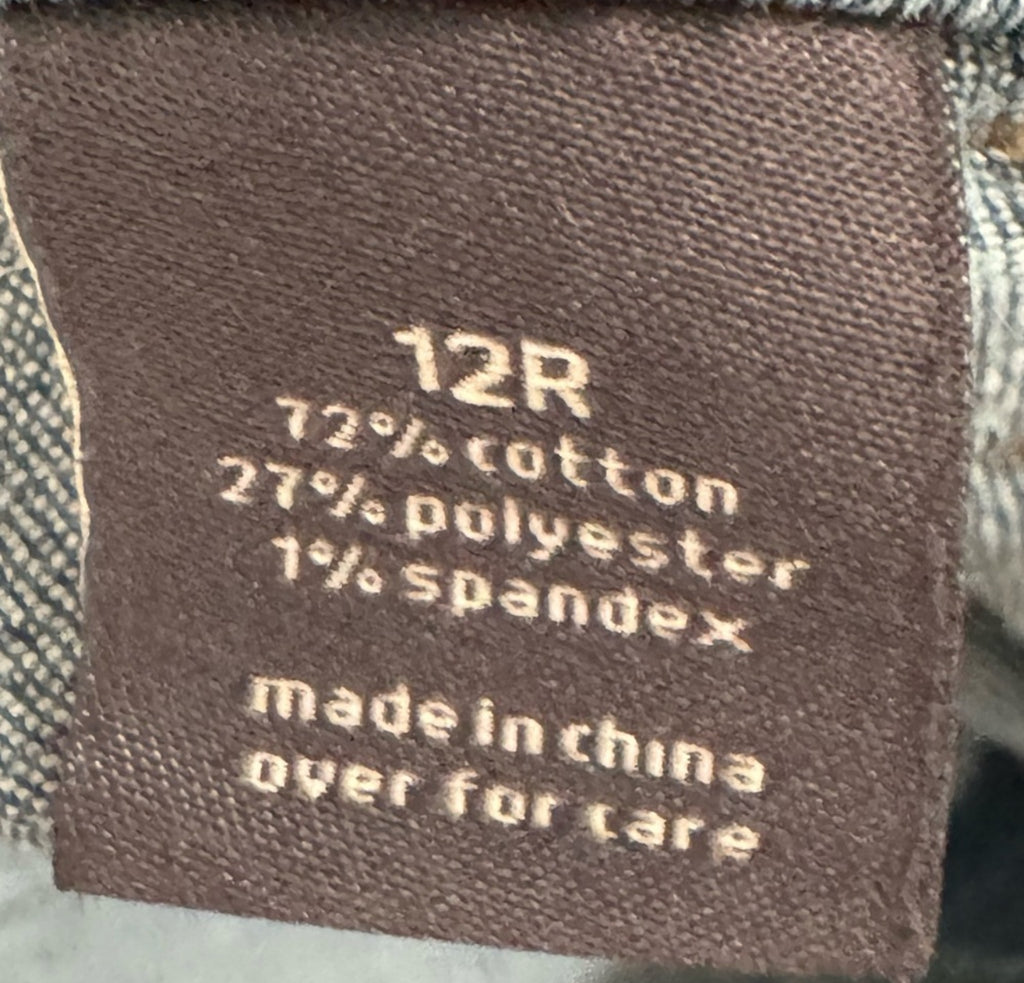 12R
72% cotton
27% polyester
1% spandex
made in china
over for care